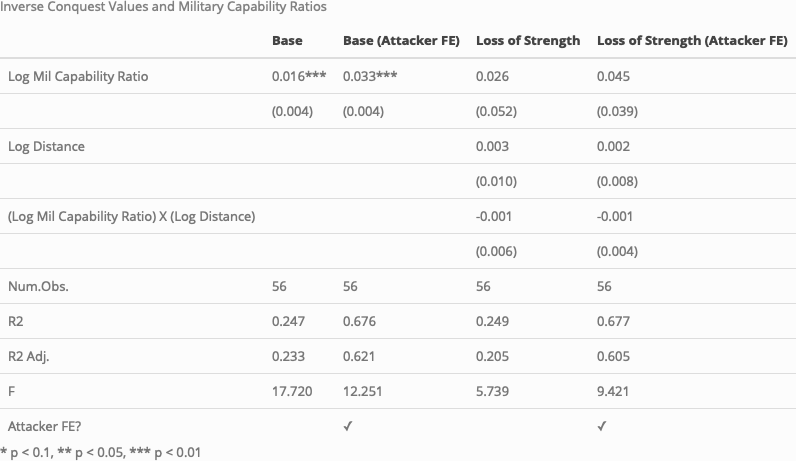 Inverse Conquest Values and Military Capability Ratios
Base Base (Attacker FE) Loss of Strength Loss of Strength (Attacker FE)
Log Mil Capability Ratio 0.016*** 0.033*** 0.026 0.045
(0.004) (0.004) (0.052) (0.039)
Log Distance 0.003 0.002
(0.010) (0.008)
(Log Mil Capability Ratio) X (Log Distance) -0.001 -0.001
(0.006) (0.004)
Num.Obs. 56 56 56 56
R2 0.247 0.676 0.249 0.677
R2 Adj. 0.233 0.621 0.205 0.605
F 17.720 12.251 5.739 9.421
Attacker FE? ✓ ✓
* p < 0.1, ** p < 0.05, *** p < 0.01